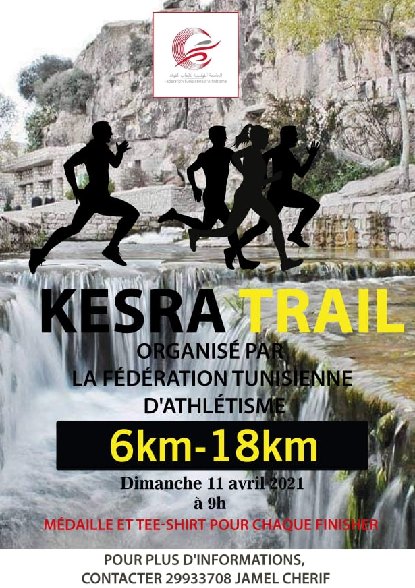 KESRA TRAIL
ORGANISÉ PAR
LA FÉDÉRATION TUNISIENNE
D'ATHLÉTISME
6km-18km
Dimanche 11 avril 2021
à 9h
MÉDAILLE ET TEE-SHIRT POUR CHAQUE FINISHER
POUR PLUS D'INFORMATIONS,
CONTACTER 29933708 JAMEL CHERIF